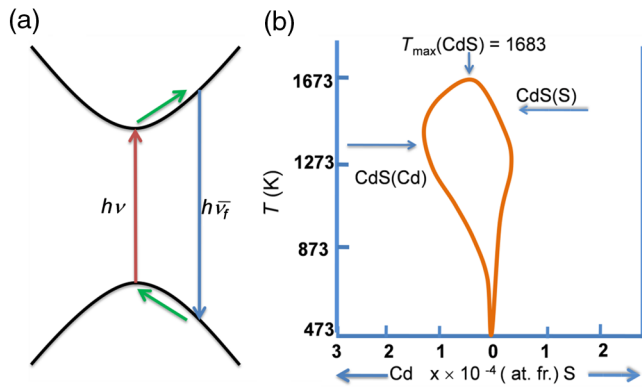 (a)
hν
hν̅f
(b)
Tmax(CdS) = 1683
1673
CdS(S)
1273
CdS(Cd)
T (K)
873
473
3 2 1 0 1 2
Cd x × 10⁻⁴ ( at. fr.) S